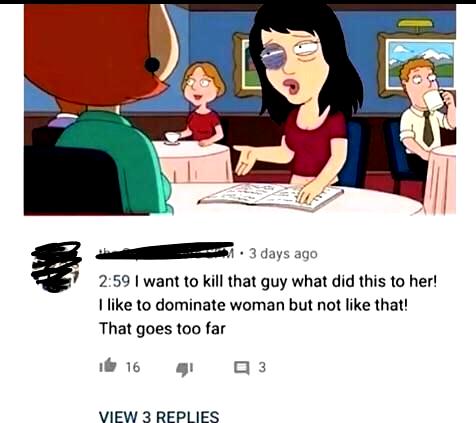 • 3 days ago
2:59 I want to kill that guy what did this to her!
I like to dominate woman but not like that!
That goes too far
16
3
VIEW 3 REPLIES